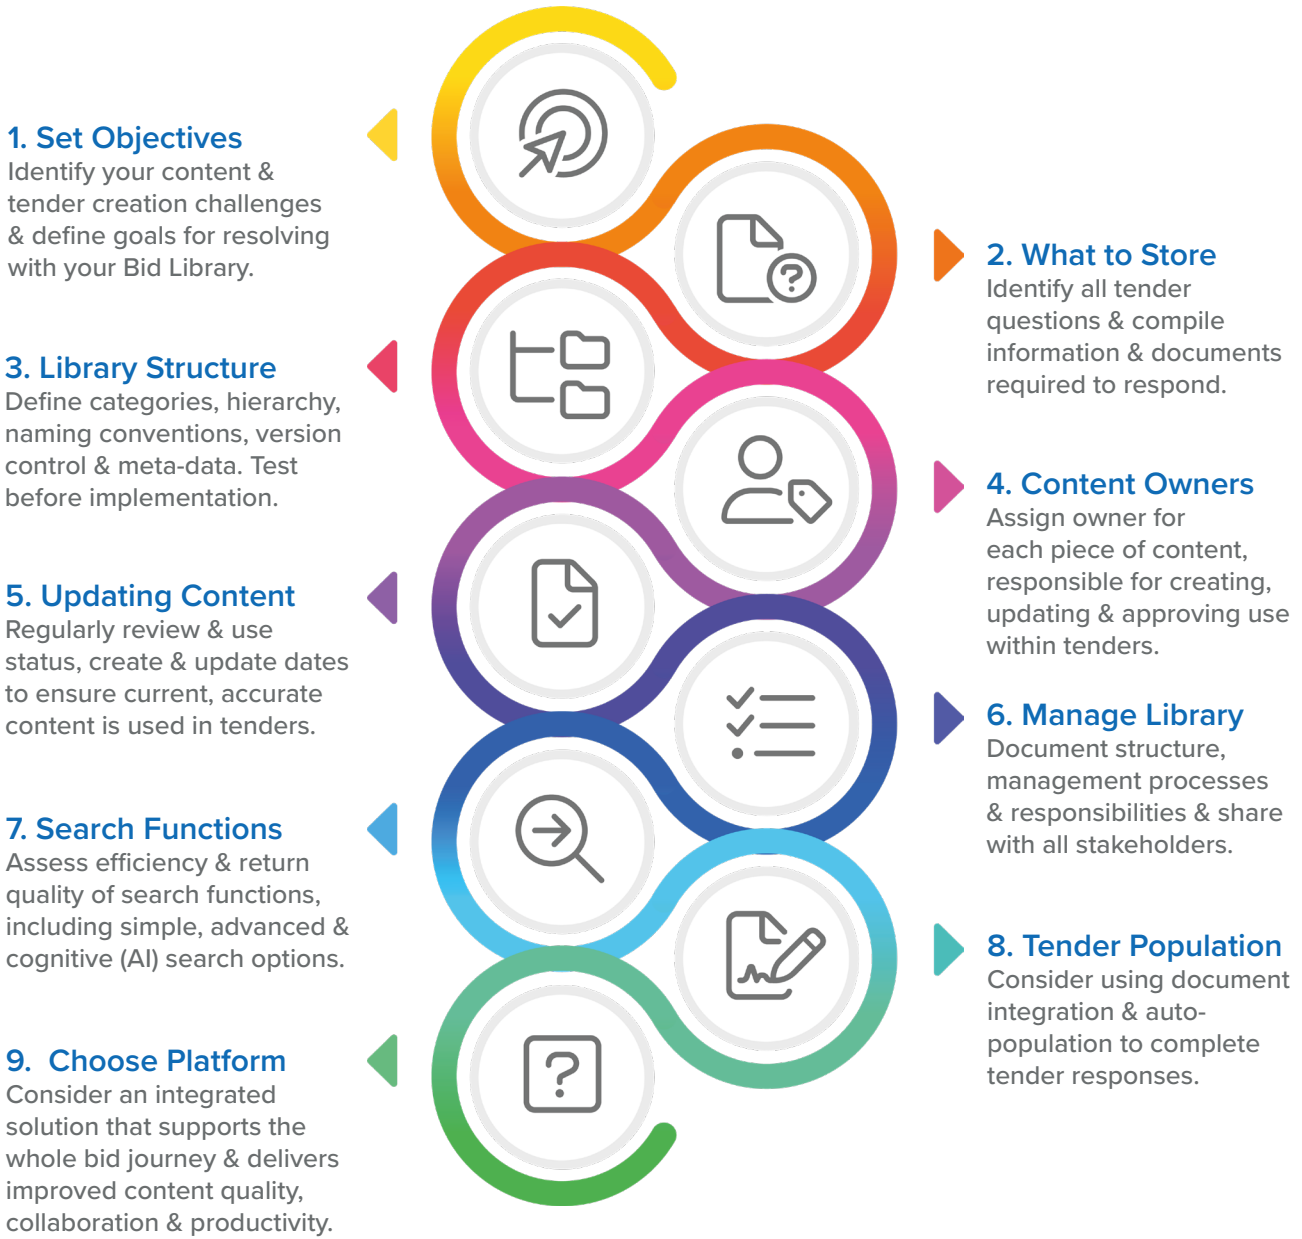 1. Set Objectives
Identify your content &
tender creation challenges
& define goals for resolving
with your Bid Library.
2. What to Store
Identify all tender
questions & compile
information & documents
required to respond.
3. Library Structure
Define categories, hierarchy,
naming conventions, version
control & meta-data. Test
before implementation.
4. Content Owners
Assign owner for
each piece of content,
responsible for creating,
updating & approving use
within tenders.
5. Updating Content
Regularly review & use
status, create & update dates
to ensure current, accurate
content is used in tenders.
6. Manage Library
Document structure,
management processes
& responsibilities & share
with all stakeholders.
7. Search Functions
Assess efficiency & return
quality of search functions,
including simple, advanced &
cognitive (AI) search options.
8. Tender Population
Consider using document
integration & auto-
population to complete
tender responses.
9. Choose Platform
Consider an integrated
solution that supports the
whole bid journey & delivers
improved content quality,
collaboration & productivity.